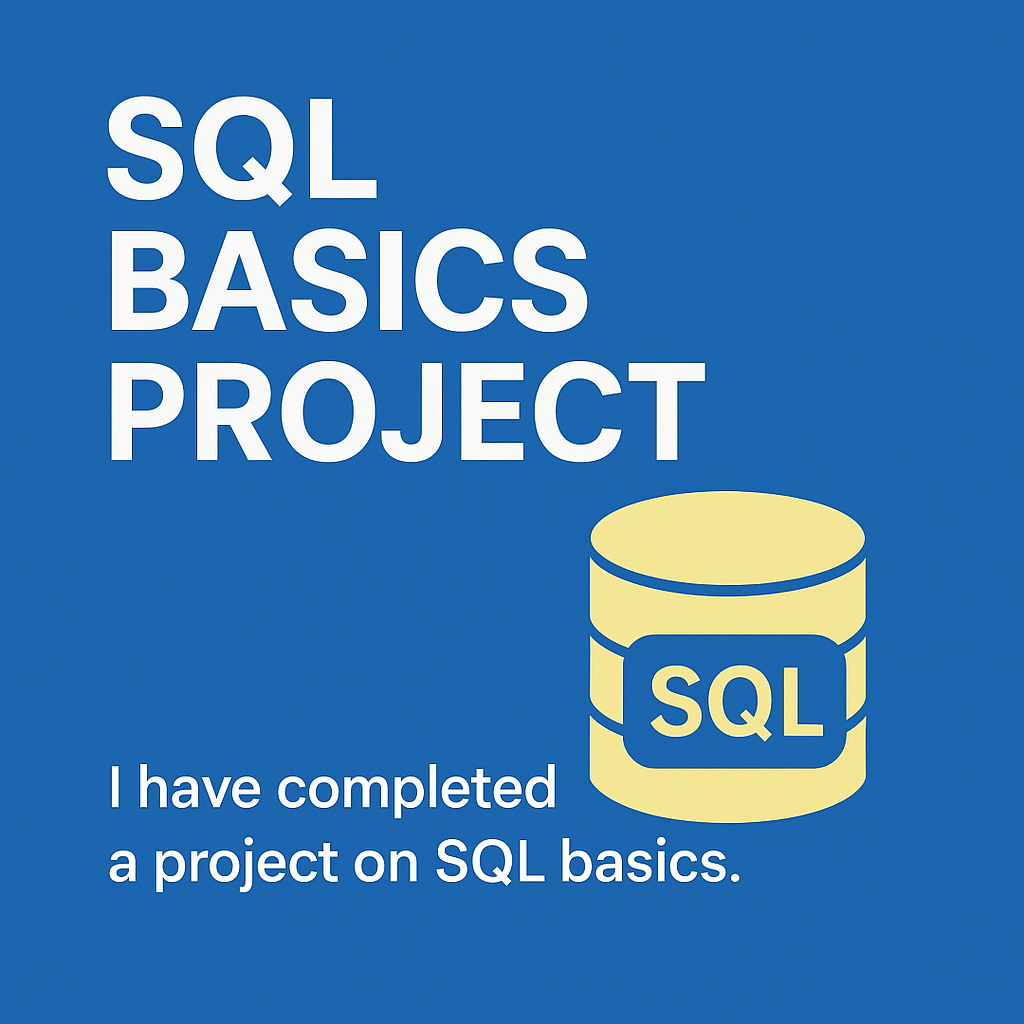 SQL
BASICS
PROJECT
SQL
I have completed
a project on SQL basics.